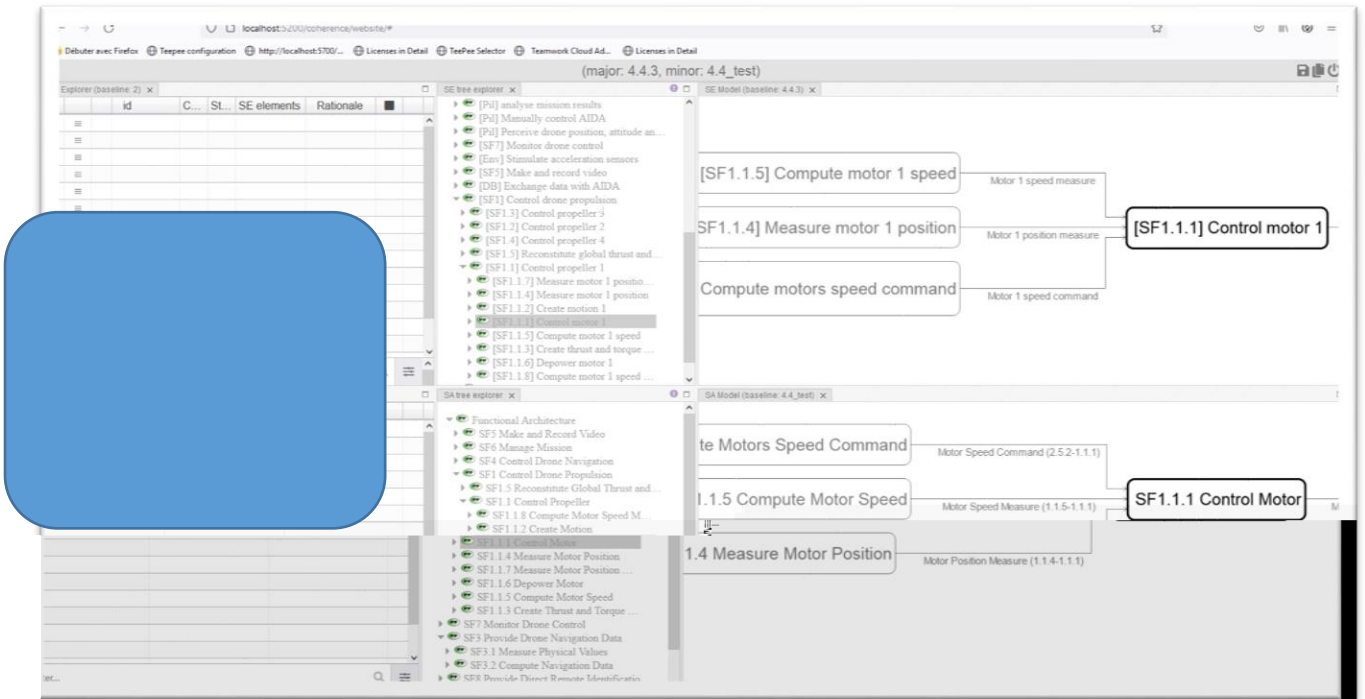 localhost:5200/coherence/website/#
Débuter avec Firefox Teepee configuration http://localhost:5700/... Licenses in Detail TeePee Selector Teamwork Cloud Ad... Licenses in Detail
(major: 4.4.3, minor: 4.4_test)
Explorer (baseline: 2) x
id C... St... SE elements Rationale
SE tree explorer x
[Pil] analyse mission results
[Pil] Manually control AIDA
[Pil] Perceive drone position, attitude an...
[SF7] Monitor drone control
[Env] Stimulate acceleration sensors
[SF5] Make and record video
[DB] Exchange data with AIDA
[SF1] Control drone propulsion
[SF1.3] Control propeller 3
[SF1.2] Control propeller 2
[SF1.4] Control propeller 4
[SF1.5] Reconstitute global thrust and...
[SF1.1] Control propeller 1
[SF1.1.7] Measure motor 1 positio...
[SF1.1.4] Measure motor 1 position
[SF1.1.2] Create motion 1
[SF1.1.1] Control motor 1
[SF1.1.5] Compute motor 1 speed
[SF1.1.3] Create thrust and torque ...
[SF1.1.6] Depower motor 1
[SF1.1.8] Compute motor 1 speed ...
SE Model (baseline: 4.4.3) x
[SF1.1.5] Compute motor 1 speed
Motor 1 speed measure
SF1.1.4] Measure motor 1 position
Motor 1 position measure
[SF1.1.1] Control motor 1
Compute motors speed command
Motor 1 speed command
SA tree explorer x
Functional Architecture
SF5 Make and Record Video
SF6 Manage Mission
SF4 Control Drone Navigation
SF1 Control Drone Propulsion
SF1.5 Reconstitute Global Thrust and ...
SF1.1 Control Propeller
SF1.1.8 Compute Motor Speed M...
SF1.1.2 Create Motion
SF1.1.1 Control Motor
SF1.1.4 Measure Motor Position
SF1.1.7 Measure Motor Position ...
SF1.1.6 Depower Motor
SF1.1.5 Compute Motor Speed
SF1.1.3 Create Thrust and Torque ...
SF7 Monitor Drone Control
SF3 Provide Drone Navigation Data
SF3.1 Measure Physical Values
SF3.2 Compute Navigation Data
SF8 Provide Direct Remote Identificatio...
SA Model (baseline: 4.4_test) x
te Motors Speed Command
Motor Speed Command (2.5.2-1.1.1)
1.1.5 Compute Motor Speed
Motor Speed Measure (1.1.5-1.1.1)
SF1.1.1 Control Motor
M
1.4 Measure Motor Position
Motor Position Measure (1.1.4-1.1.1)